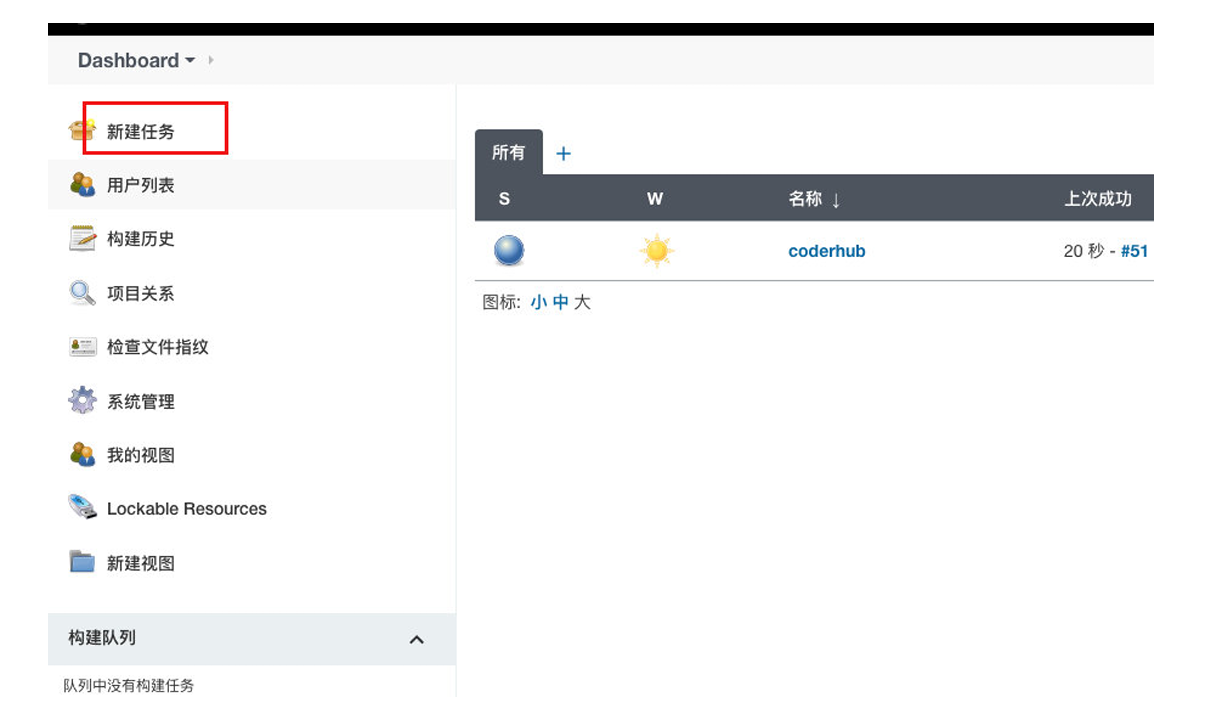 Dashboard
新建任务
用户列表
构建历史
项目关系
检查文件指纹
系统管理
我的视图
Lockable Resources
新建视图
构建队列
队列中没有构建任务
所有 +
S W 名称 ↓ 上次成功
coderhub 20 秒 - #51
图标: 小 中 大